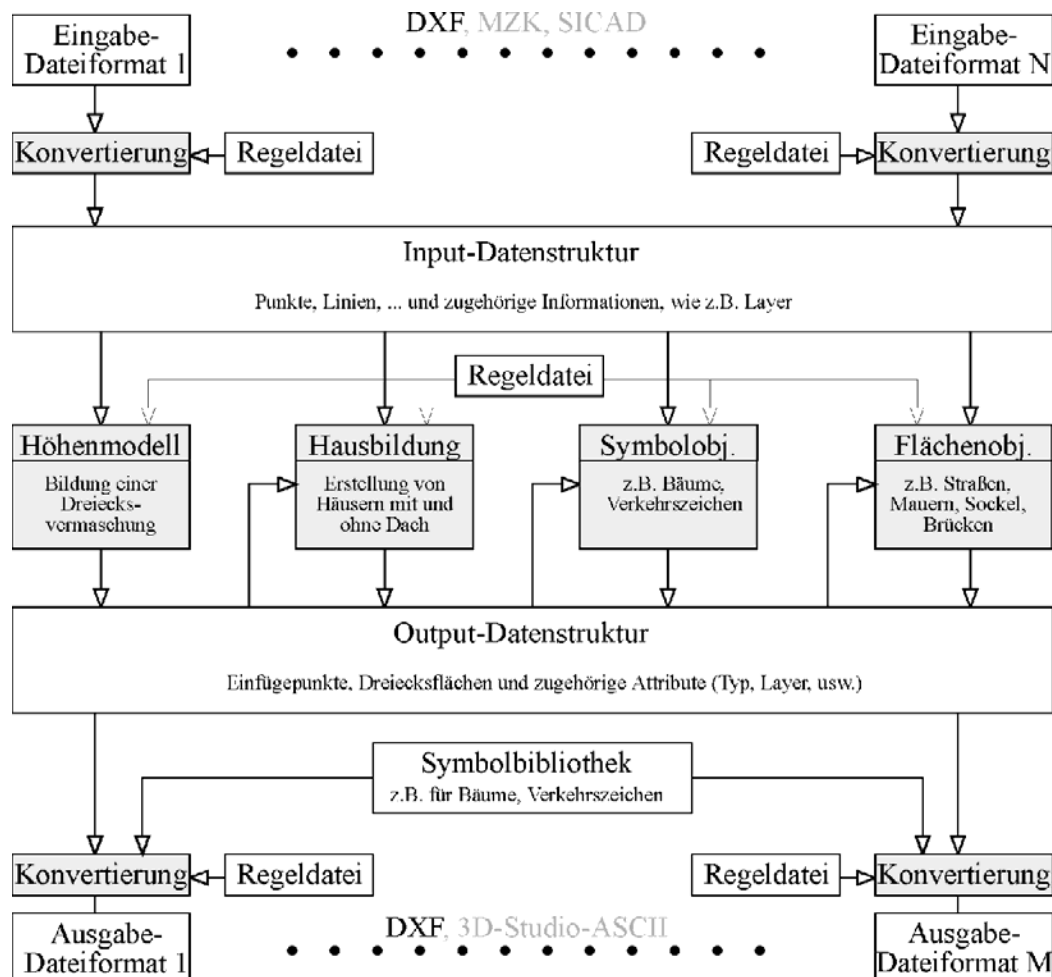 DXF, MZK, SICAD
Eingabe-
Dateiformat 1
Eingabe-
Dateiformat N
Konvertierung
Regeldatei
Regeldatei
Konvertierung
Input-Datenstruktur
Punkte, Linien, ... und zugehörige Informationen, wie z.B. Layer
Regeldatei
Höhenmodell
Bildung einer
Dreiecks-
vermaschung
Hausbildung
Erstellung von
Häusern mit und
ohne Dach
Symbolobj.
z.B. Bäume,
Verkehrszeichen
Flächenobj.
z.B. Straßen,
Mauern, Sockel,
Brücken
Output-Datenstruktur
Einfügepunkte, Dreiecksflächen und zugehörige Attribute (Typ, Layer, usw.)
Symbolbibliothek
z.B. für Bäume, Verkehrszeichen
Konvertierung
Regeldatei
Regeldatei
Konvertierung
Ausgabe-
Dateiformat 1
DXF, 3D-Studio-ASCII
Ausgabe-
Dateiformat M